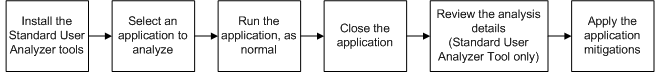 Install the
Standard User
Analyzer tools
Select an
application to
analyze
Run the
application, as
normal
Close the
application
Review the analysis
details
(Standard User
Analyzer Tool only)
Apply the
application
mitigations